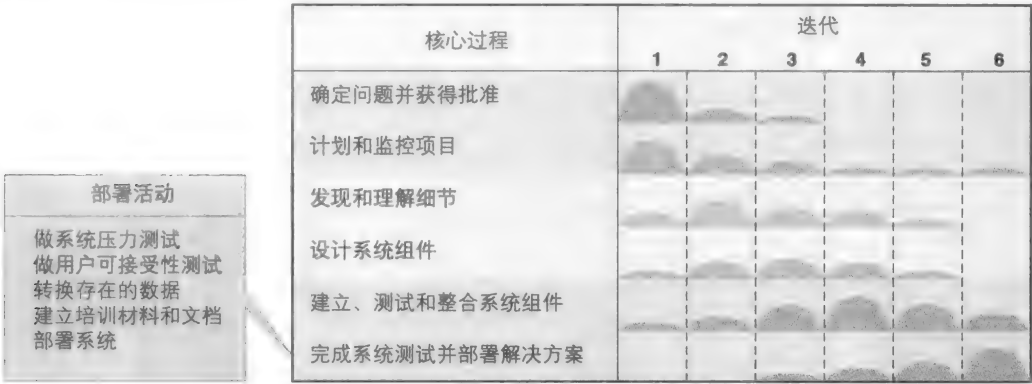 核心过程
迭代
1 2 3 4 5 6
确定问题并获得批准
计划和监控项目
发现和理解细节
设计系统组件
建立、测试和整合系统组件
完成系统测试并部署解决方案
部署活动
做系统压力测试
做用户可接受性测试
转换存在的数据
建立培训材料和文档
部署系统